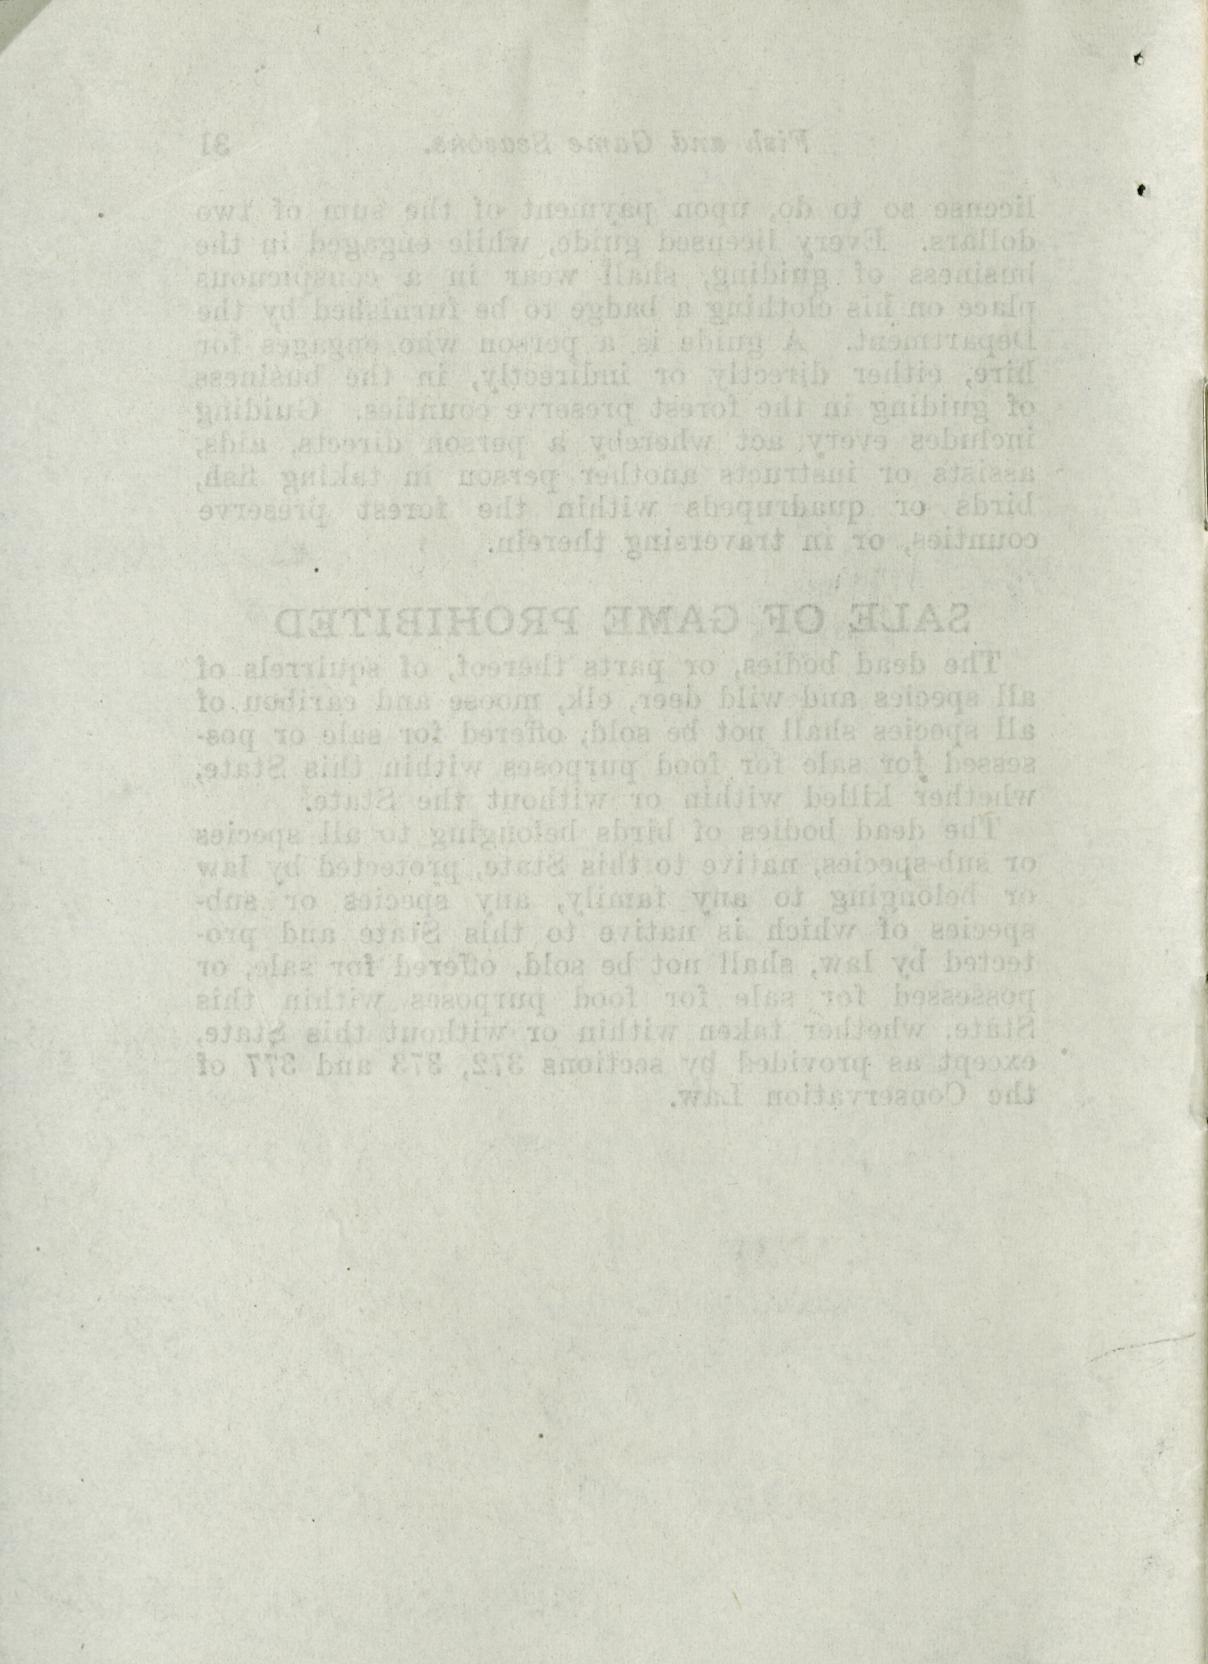 Fish and Game Seasons. 31
license so to do, upon payment of the sum of two
dollars. Every licensed guide, while engaged in the
business of guiding, shall wear in a conspicuous
place on his clothing a badge to be furnished by the
Department. A guide is a person who engages for
hire, either directly or indirectly, in the business
of guiding in the forest preserve counties. Guiding
includes every act whereby a person directs, aids,
assists or instructs another person in taking fish,
birds or quadrupeds within the forest preserve
counties, or in traversing therein.
SALE OF GAME PROHIBITED
The dead bodies, or parts thereof, of squirrels of
all species and wild deer, elk, moose and caribou of
all species shall not be sold, offered for sale or pos-
sessed for sale for food purposes within this State,
whether killed within or without the State.
The dead bodies of birds belonging to all species
or sub-species, native to this State, protected by law
or belonging to any family, any species or sub-
species of which is native to this State and pro-
tected by law, shall not be sold, offered for sale, or
possessed for sale for food purposes within this
State, whether taken within or without this State,
except as provided by sections 372, 373 and 377 of
the Conservation Law.